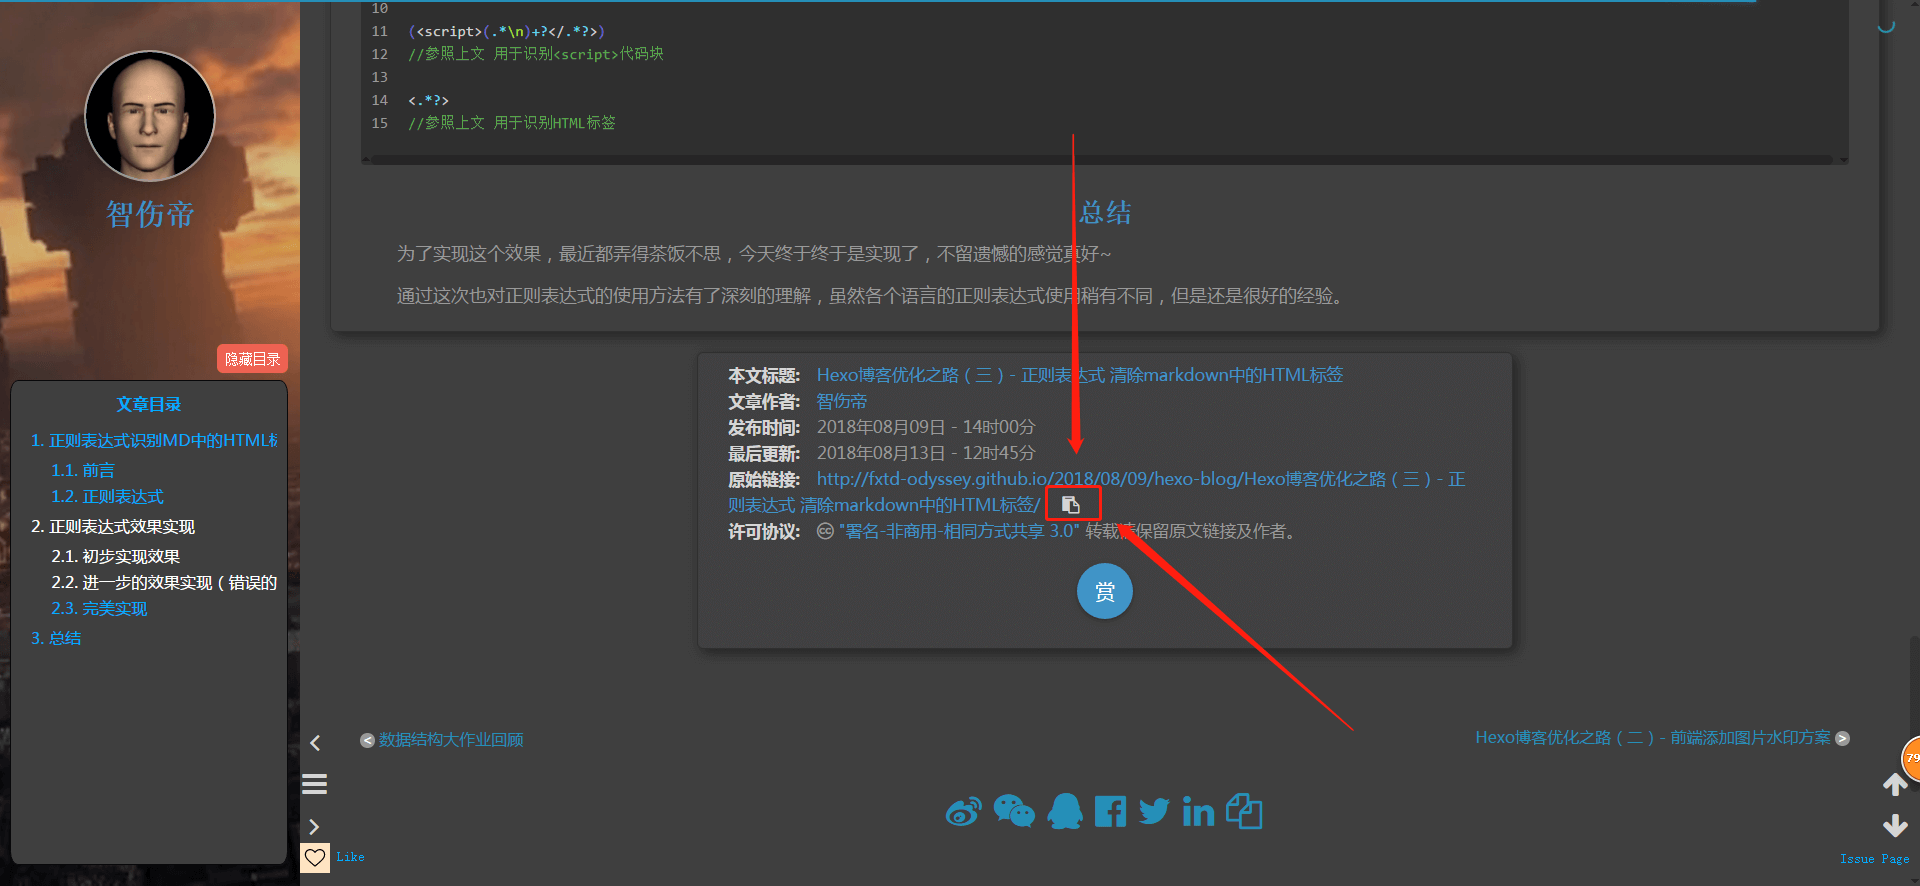 智伤帝
隐藏目录
文章目录
1. 正则表达式识别MD中的HTML标
1.1. 前言
1.2. 正则表达式
2. 正则表达式效果实现
2.1. 初步实现效果
2.2. 进一步的效果实现（错误的
2.3. 完美实现
3. 总结
10
11 (<script>(.*\n)+?</.*?>)
12 //参照上文 用于识别<script>代码块
13
14 <.*?>
15 //参照上文 用于识别HTML标签
总结
为了实现这个效果，最近都弄得茶饭不思，今天终于终于是实现了，不留遗憾的感觉真好~
通过这次也对正则表达式的使用方法有了深刻的理解，虽然各个语言的正则表达式使用稍有不同，但是还是很好的经验。
本文标题: Hexo博客优化之路（三）- 正则表达式 清除markdown中的HTML标签
文章作者: 智伤帝
发布时间: 2018年08月09日 - 14时00分
最后更新: 2018年08月13日 - 12时45分
原始链接: http://fxtd-odyssey.github.io/2018/08/09/hexo-blog/Hexo博客优化之路（三）- 正
则表达式 清除markdown中的HTML标签/
许可协议: "署名-非商用-相同方式共享 3.0" 转载请保留原文链接及作者。
赏
数据结构大作业回顾
Hexo博客优化之路（二）- 前端添加图片水印方案
79
Like
Issue Page